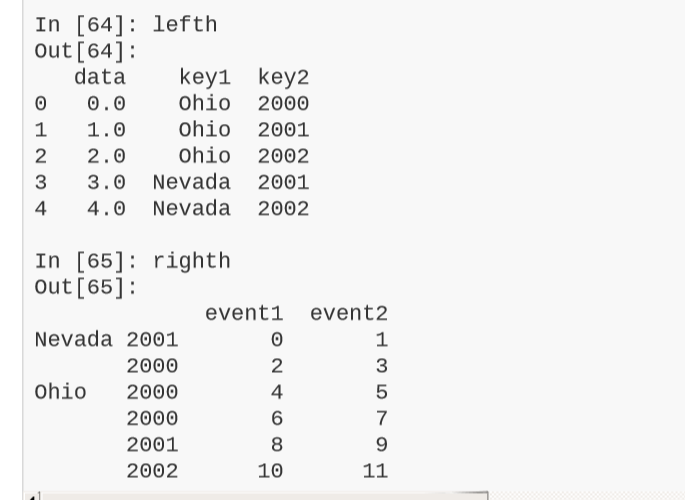 In [64]: lefth
Out[64]:
   data    key1  key2
0   0.0    Ohio  2000
1   1.0    Ohio  2001
2   2.0    Ohio  2002
3   3.0  Nevada  2001
4   4.0  Nevada  2002

In [65]: righth
Out[65]:
             event1  event2
Nevada 2001       0       1
       2000       2       3
Ohio   2000       4       5
       2000       6       7
       2001       8       9
       2002      10      11